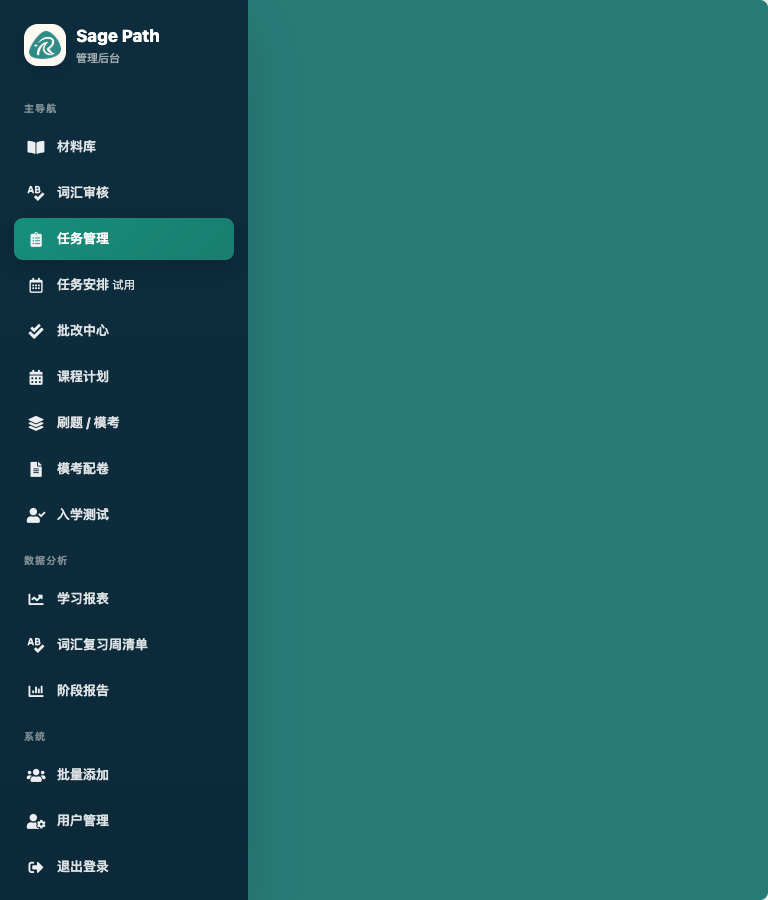 Sage Path
管理后台
主导航
材料库
词汇审核
任务管理
任务安排 试用
批改中心
课程计划
刷题 / 模考
模考配卷
入学测试
数据分析
学习报表
词汇复习周清单
阶段报告
系统
批量添加
用户管理
退出登录